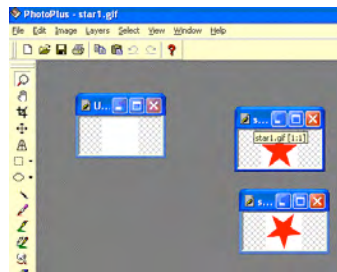 PhotoPlus - star1.gif
File Edit Image Layers Select View Window Help
U...
s...
star1.gif [1:1]
s...